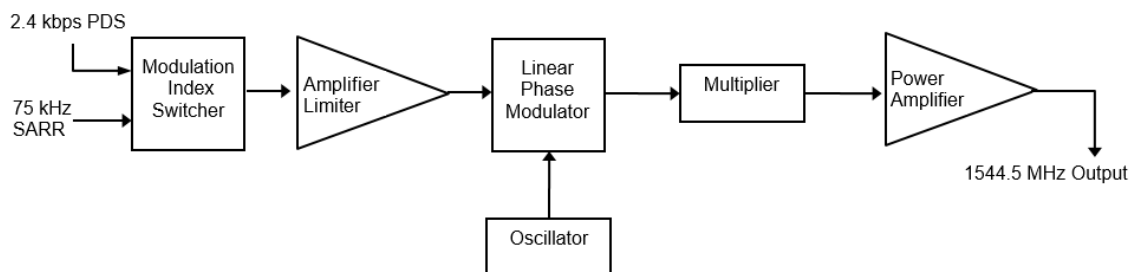 2.4 kbps PDS
75 kHz
SARR
Modulation
Index
Switcher
Amplifier
Limiter
Linear
Phase
Modulator
Oscillator
Multiplier
Power
Amplifier
1544.5 MHz Output